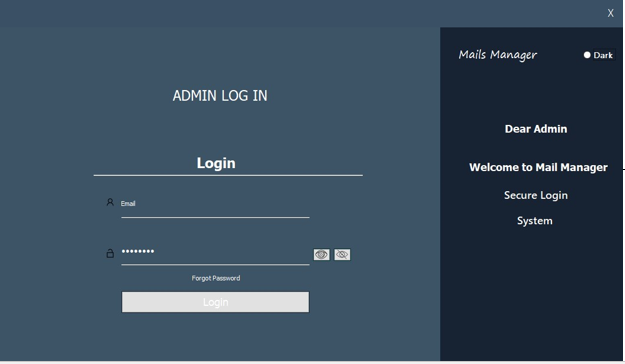 X
Mails Manager
Dark
ADMIN LOG IN
Dear Admin
Login
Welcome to Mail Manager
Secure Login
System
Email
••••••••
Forgot Password
Login